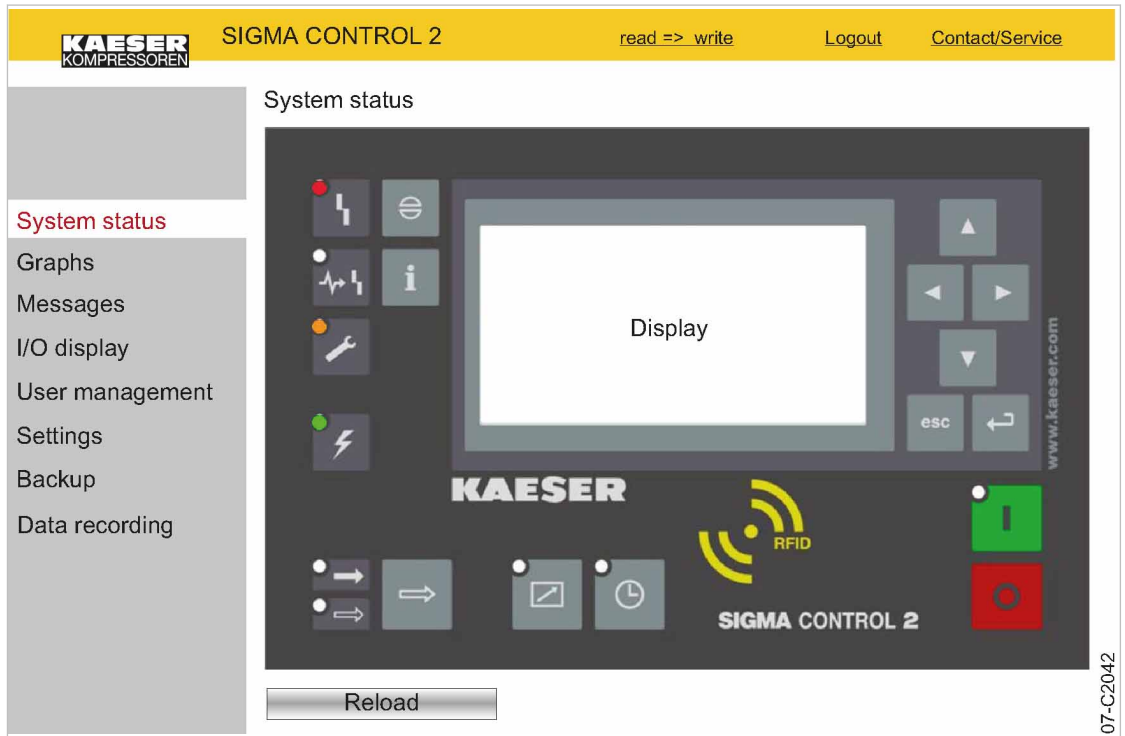 KAESER
KOMPRESSOREN
SIGMA CONTROL 2
read => write
Logout
Contact/Service
System status
System status
Graphs
Messages
I/O display
User management
Settings
Backup
Data recording
i
Display
esc
www.kaeser.com
KAESER
RFID
I
O
SIGMA CONTROL 2
Reload
07-C2042